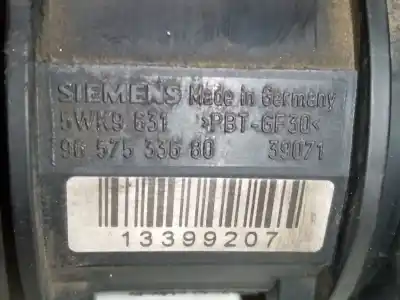 SIEMENS Made in Germany
5WK9 631 >PBT-GF30<
96 575 336 80 39071
13399207